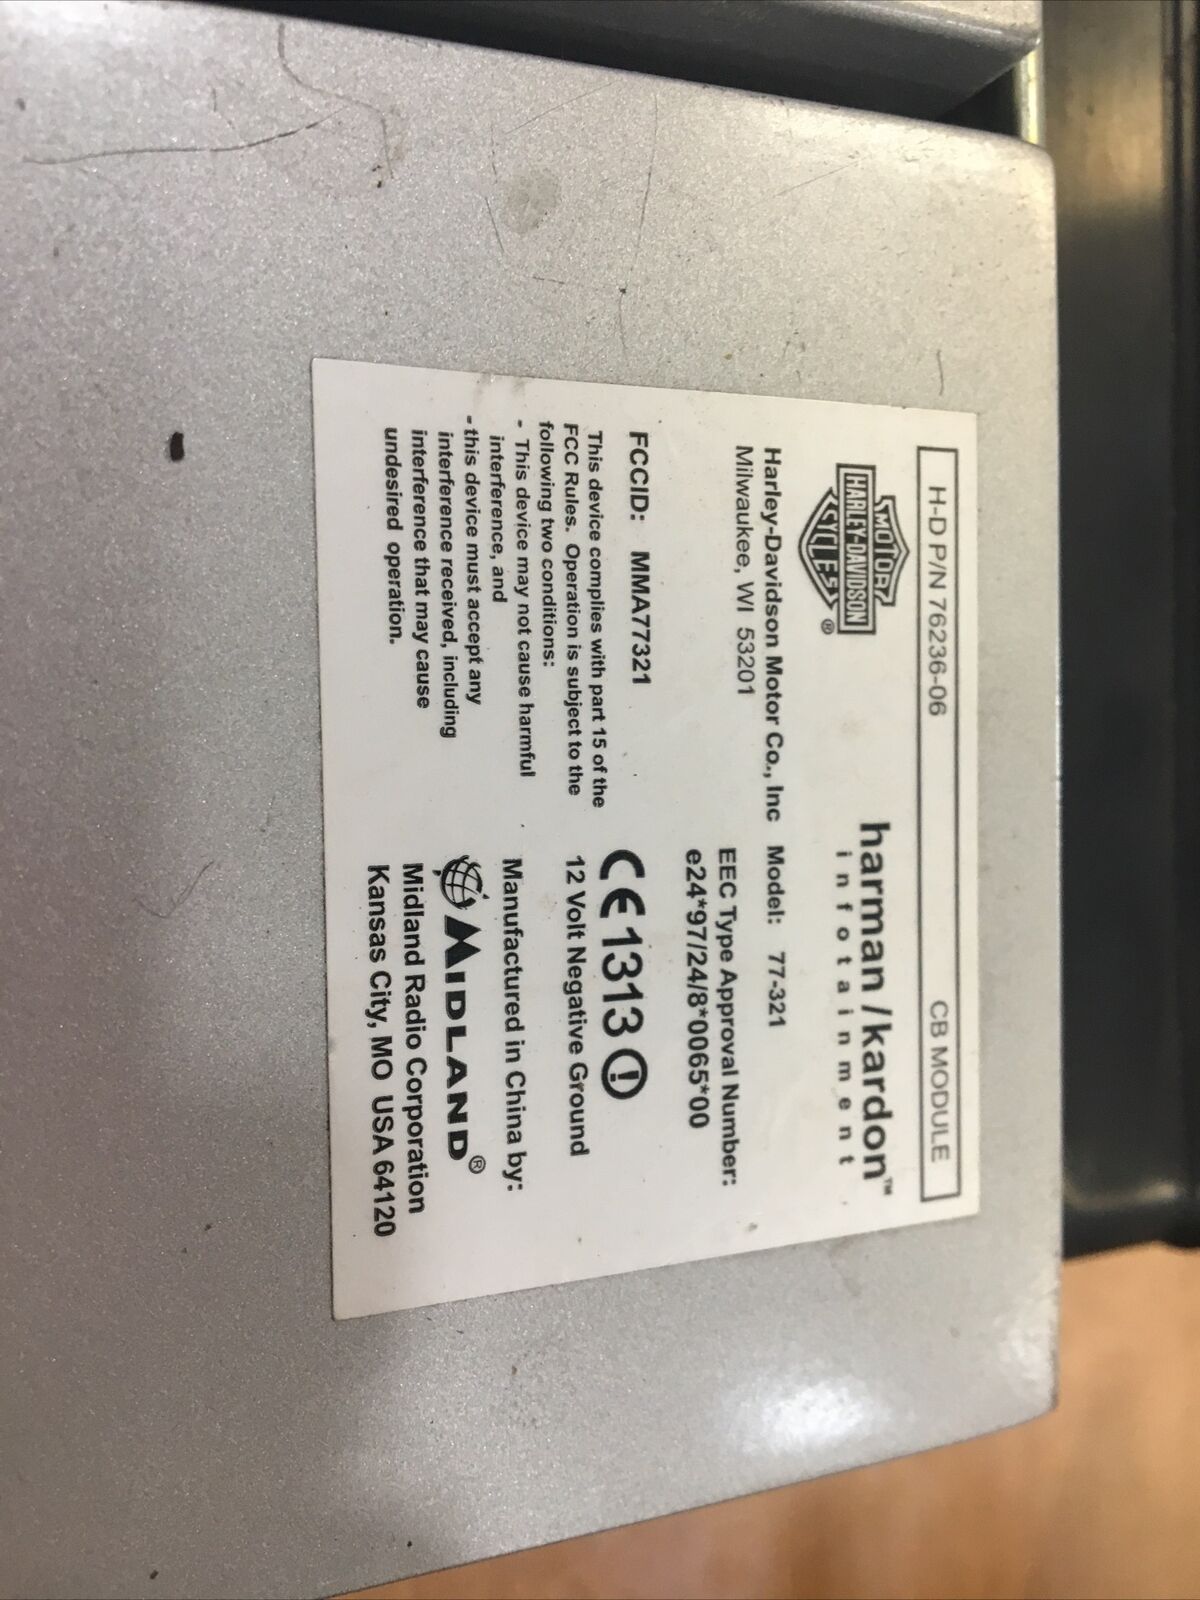 H-D P/N 76236-06 CB MODULE
MOTOR
HARLEY-DAVIDSON
CYCLES ®
harman/kardon™
infotainment
Harley-Davidson Motor Co., Inc
Milwaukee, WI 53201
Model: 77-321
EEC Type Approval Number:
e24*97/24/8*0065*00
FCCID: MMA77321
This device complies with part 15 of the
FCC Rules. Operation is subject to the
following two conditions:
- This device may not cause harmful
interference, and
- this device must accept any
interference received, including
interference that may cause
undesired operation.
CE1313 !
12 Volt Negative Ground
Manufactured in China by:
MIDLAND®
Midland Radio Corporation
Kansas City, MO USA 64120